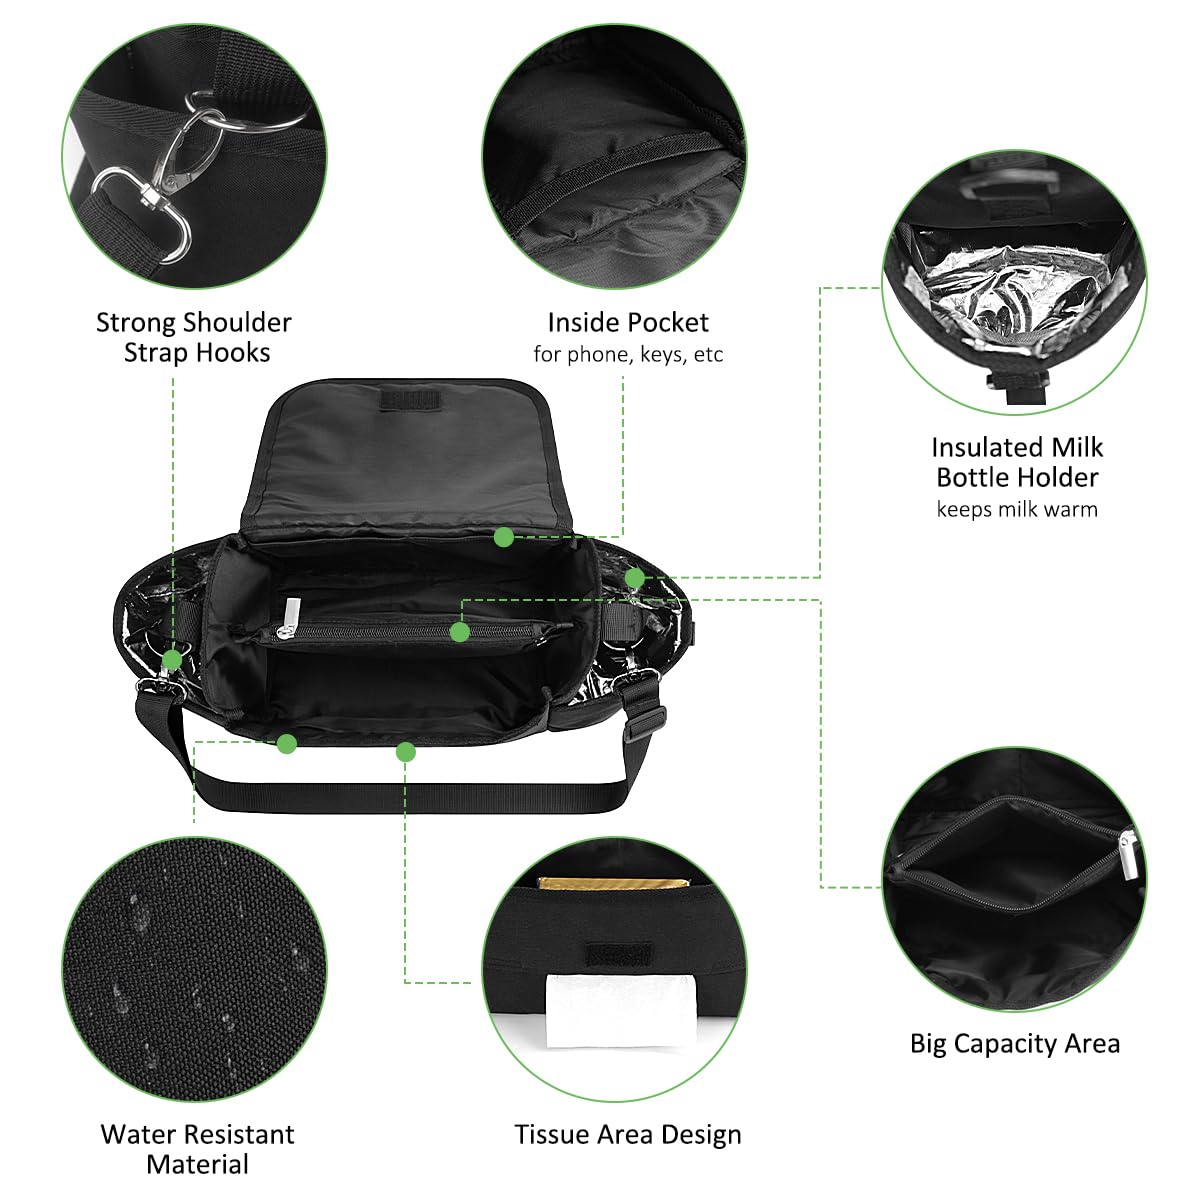 Strong Shoulder
Strap Hooks
Inside Pocket
for phone, keys, etc
Insulated Milk
Bottle Holder
keeps milk warm
Big Capacity Area
Water Resistant
Material
Tissue Area Design